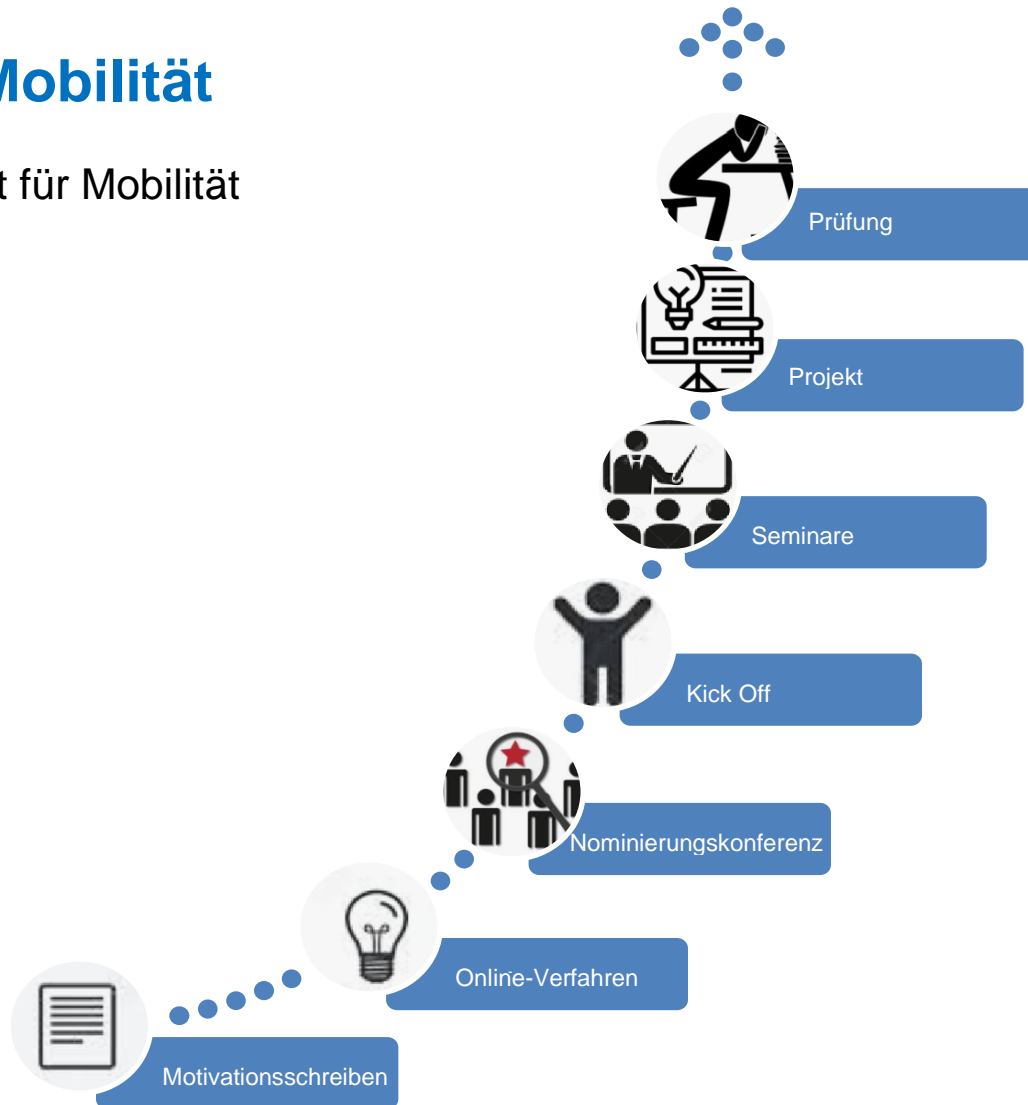 Mobilität
t für Mobilität
Prüfung
Projekt
Seminare
Kick Off
Nominierungskonferenz
Online-Verfahren
Motivationsschreiben